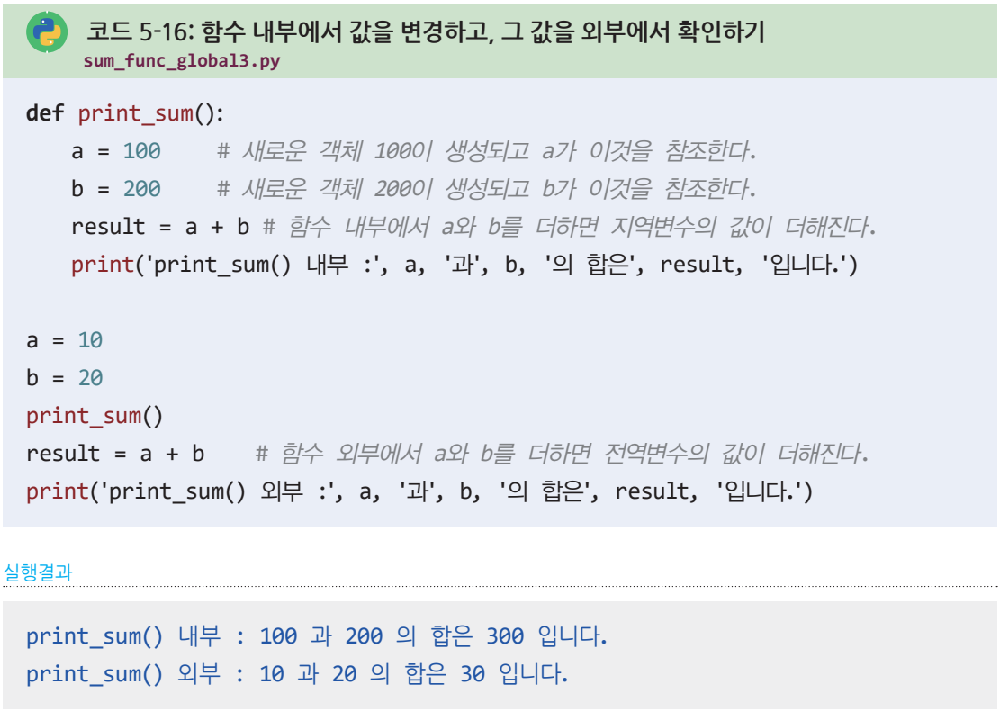 코드 5-16: 함수 내부에서 값을 변경하고, 그 값을 외부에서 확인하기
sum_func_global3.py
def print_sum():
    a = 100    # 새로운 객체 100이 생성되고 a가 이것을 참조한다.
    b = 200    # 새로운 객체 200이 생성되고 b가 이것을 참조한다.
    result = a + b # 함수 내부에서 a와 b를 더하면 지역변수의 값이 더해진다.
    print('print_sum() 내부 :', a, '과', b, '의 합은', result, '입니다.')
a = 10
b = 20
print_sum()
result = a + b    # 함수 외부에서 a와 b를 더하면 전역변수의 값이 더해진다.
print('print_sum() 외부 :', a, '과', b, '의 합은', result, '입니다.')
실행결과
print_sum() 내부 : 100 과 200 의 합은 300 입니다.
print_sum() 외부 : 10 과 20 의 합은 30 입니다.